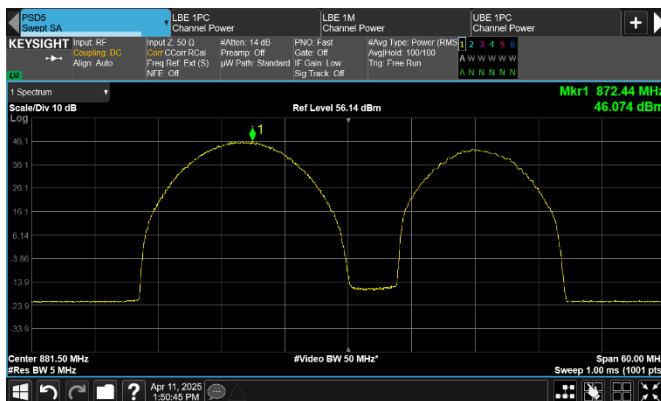 PSD5
Swept SA
LBE 1PC
Channel Power
LBE 1M
Channel Power
UBE 1PC
Channel Power
+
KEYSIGHT
Input: RF
Coupling: DC
Align: Auto
Input Z: 50 Ω
Corr CCorr RCal
Freq Ref: Ext (S)
NFE: Off
#Atten: 14 dB
Preamp: Off
µW Path: Standard
PNO: Fast
Gate: Off
IF Gain: Low
Sig Track: Off
#Avg Type: Power (RMS
Avg|Hold: 100/100
Trig: Free Run
1 2 3 4 5 6
A W W W W W
A N N N N N
LXI
1 Spectrum
Scale/Div 10 dB
Log
Ref Level 56.14 dBm
Mkr1 872.44 MHz
46.074 dBm
1
46.1
36.1
26.1
16.1
6.14
-3.86
-13.9
-23.9
-33.9
Center 881.50 MHz
#Res BW 5 MHz
#Video BW 50 MHz*
Span 60.00 MH
Sweep 1.00 ms (1001 pts
?
Apr 11, 2025
1:50:45 PM